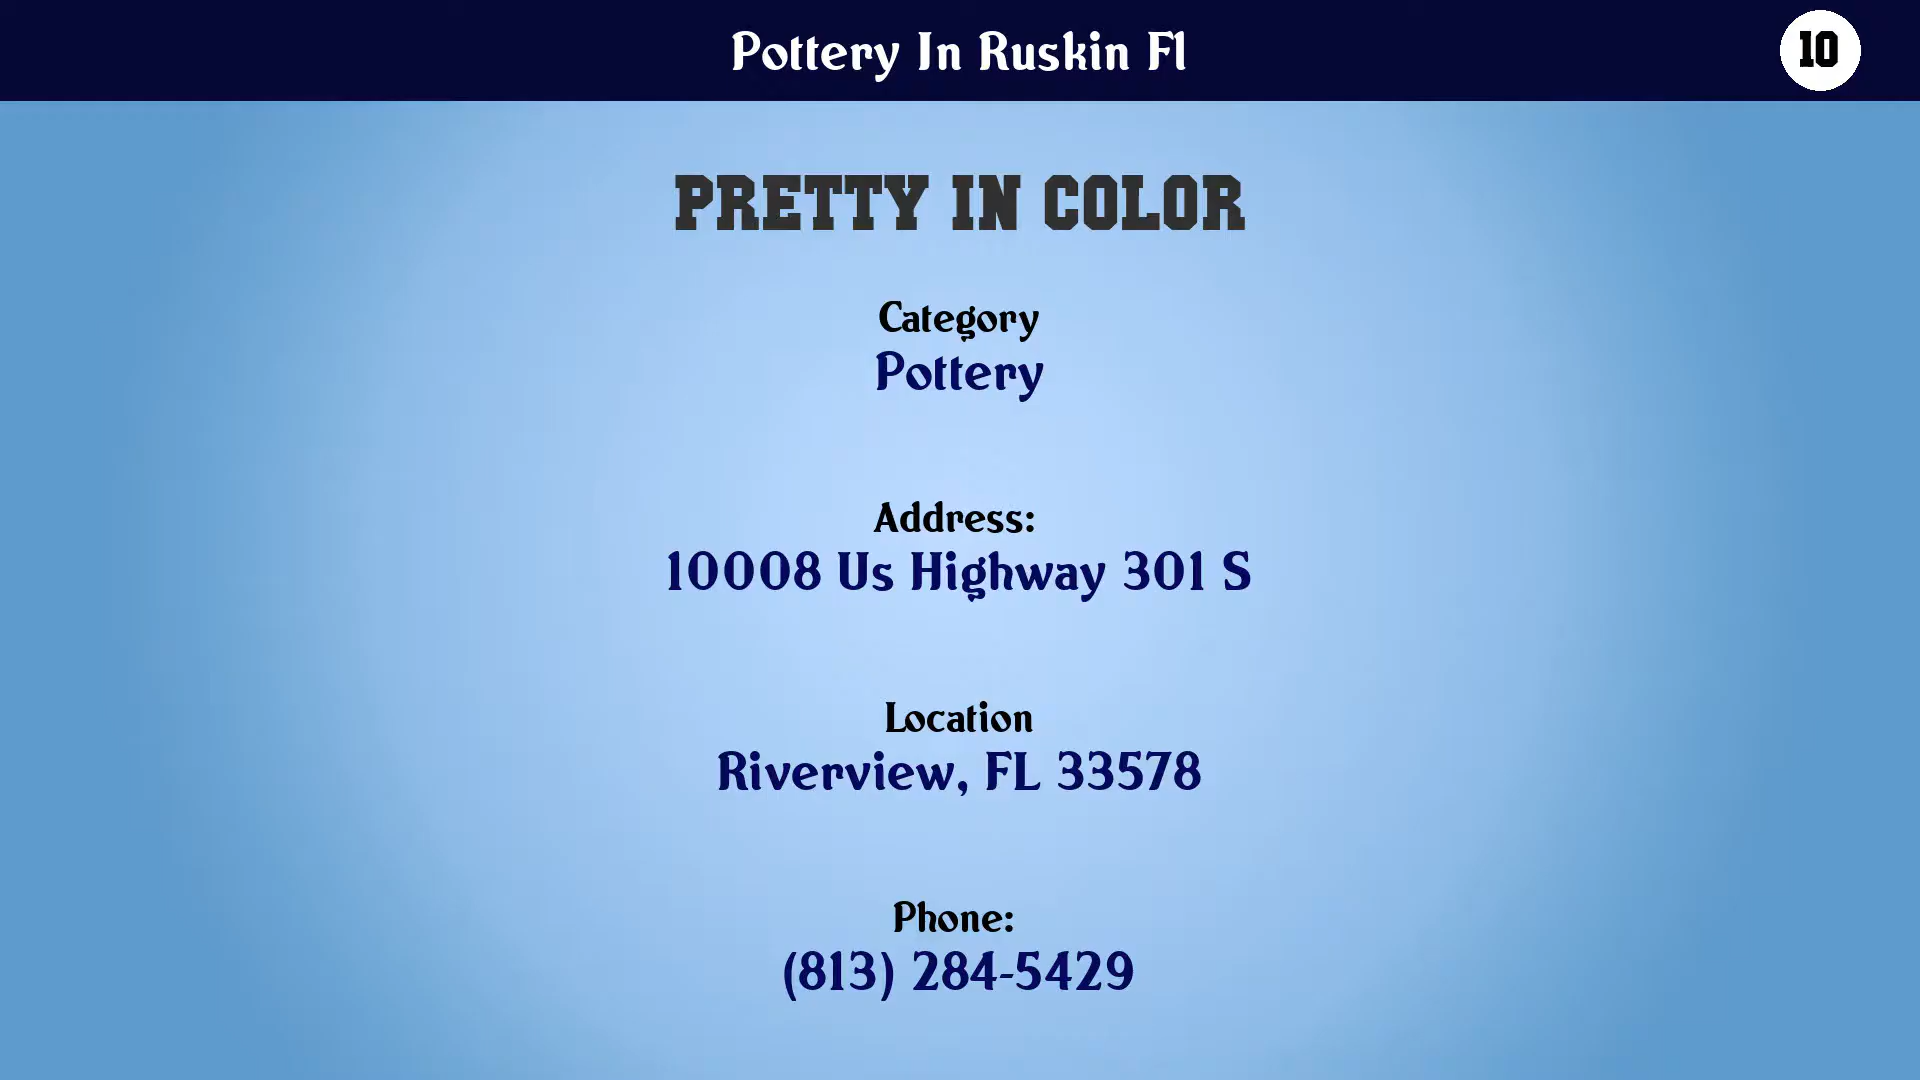 Pottery In Ruskin Fl
10
PRETTY IN COLOR
Category
Pottery
Address:
10008 Us Highway 301 S
Location
Riverview, FL 33578
Phone:
(813) 284-5429